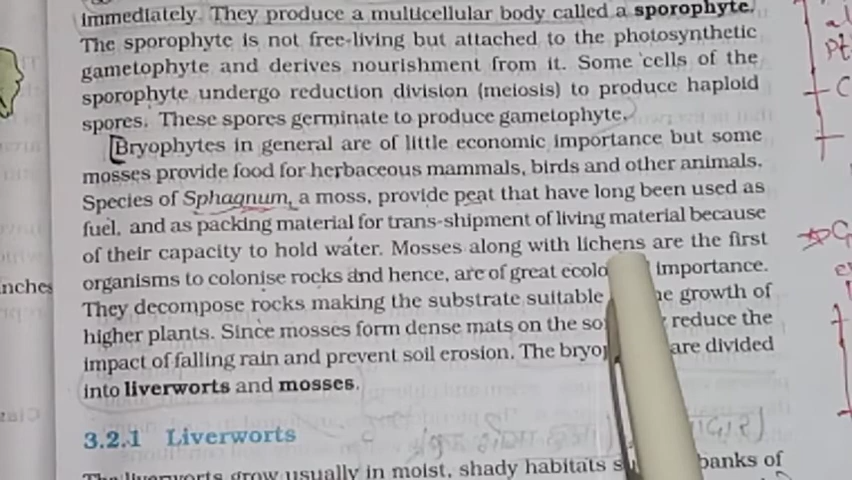 immediately. They produce a multicellular body called a sporophyte.
The sporophyte is not free-living but attached to the photosynthetic
gametophyte and derives nourishment from it. Some cells of the
sporophyte undergo reduction division (meiosis) to produce haploid
spores. These spores germinate to produce gametophyte.
Bryophytes in general are of little economic importance but some
mosses provide food for herbaceous mammals, birds and other animals.
Species of Sphagnum, a moss, provide peat that have long been used as
fuel, and as packing material for trans-shipment of living material because
of their capacity to hold water. Mosses along with lichens are the first
organisms to colonise rocks and hence, are of great ecolo importance.
They decompose rocks making the substrate suitable growth of
higher plants. Since mosses form dense mats on the reduce the
impact of falling rain and prevent soil erosion. The are divided
into liverworts and mosses.
3.2.1 Liverworts
The liverworts grow usually in moist, shady habitats banks of
nches